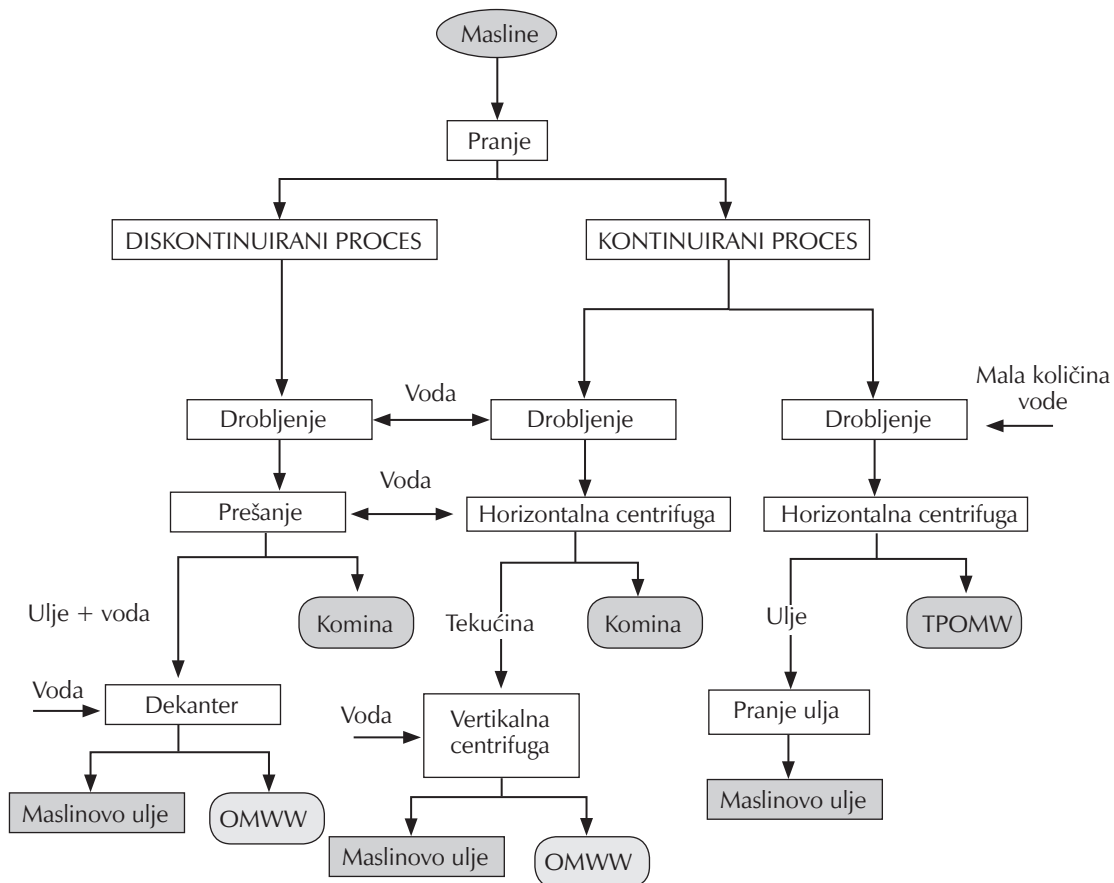 Masline
Pranje
DISKONTINUIRANI PROCES
KONTINUIRANI PROCES
Voda
Mala količina
vode
Drobljenje
Drobljenje
Drobljenje
Voda
Prešanje
Horizontalna centrifuga
Horizontalna centrifuga
Ulje + voda
Komina
Tekućina
Komina
Ulje
TPOMW
Voda
Dekanter
Voda
Vertikalna
centrifuga
Pranje ulja
Maslinovo ulje
OMWW
Maslinovo ulje
OMWW
Maslinovo ulje